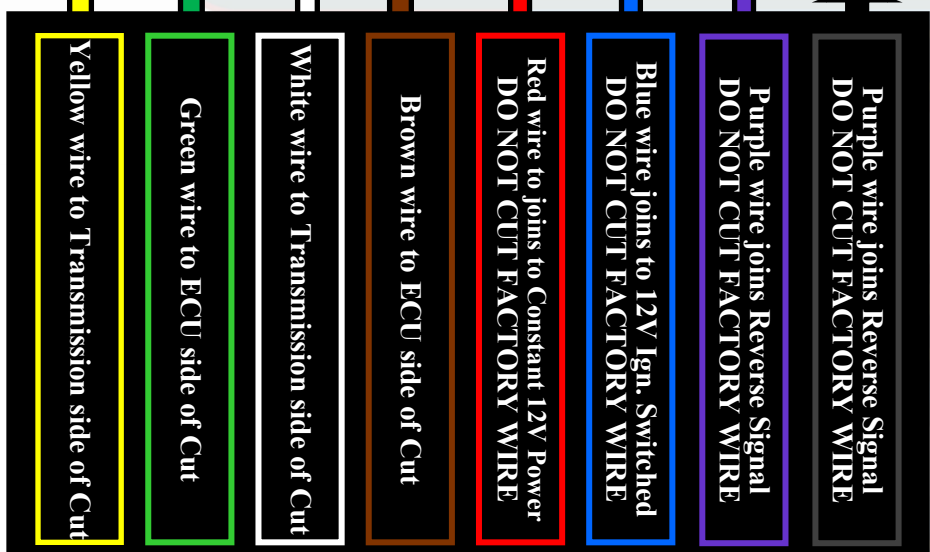 Yellow wire to Transmission side of Cut
Green wire to ECU side of Cut
White wire to Transmission side of Cut
Brown wire to ECU side of Cut
Red wire to joins to Constant 12V Power
DO NOT CUT FACTORY WIRE
Blue wire joins to 12V Ign. Switched
DO NOT CUT FACTORY WIRE
Purple wire joins Reverse Signal
DO NOT CUT FACTORY WIRE
Purple wire joins Reverse Signal
DO NOT CUT FACTORY WIRE